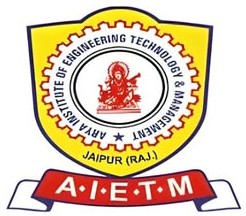 ★ ARYA INSTITUTE OF ENGINEERING TECHNOLOGY & MANAGEMENT ★
JAIPUR (RAJ.)
A·I·E·T·M